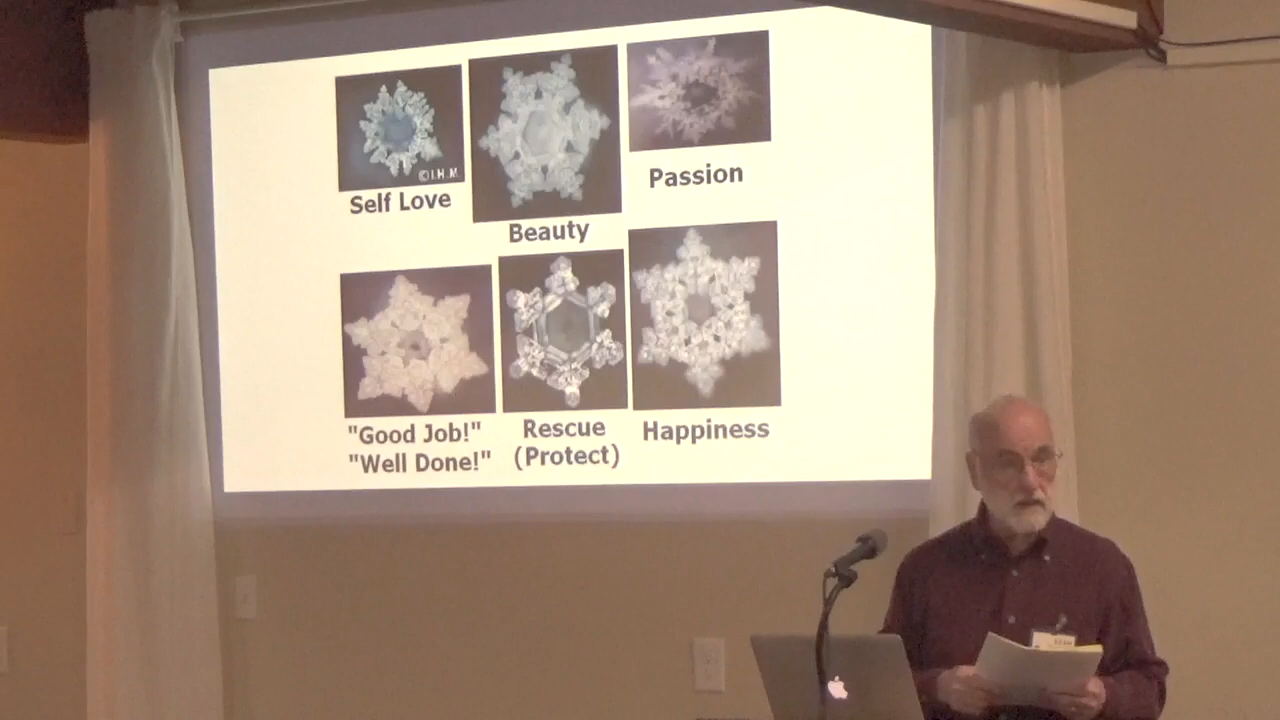 ©I.H.M.
Self Love
Beauty
Passion
"Good Job!"
"Well Done!"
Rescue
(Protect)
Happiness